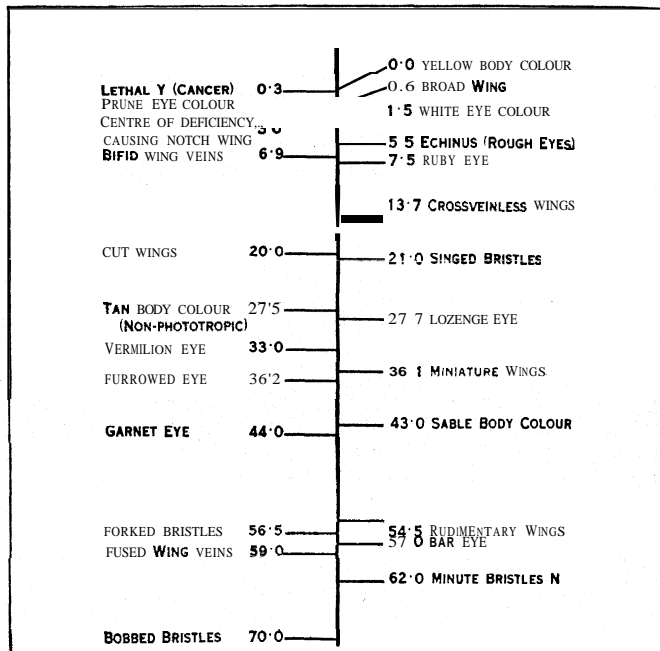 0·0 YELLOW BODY COLOUR
LETHAL Y (CANCER) 0·3
0.6 BROAD WING
PRUNE EYE COLOUR
1·5 WHITE EYE COLOUR
CENTRE OF DEFICIENCY
CAUSING NOTCH WING
5 5 ECHINUS (ROUGH EYES)
BIFID WING VEINS 6·9
7·5 RUBY EYE
13·7 CROSSVEINLESS WINGS
CUT WINGS 20·0
21·0 SINGED BRISTLES
TAN BODY COLOUR 27'5
(NON-PHOTOTROPIC)
27 7 LOZENGE EYE
VERMILION EYE 33·0
36 1 MINIATURE WINGS
FURROWED EYE 36'2
43·0 SABLE BODY COLOUR
GARNET EYE 44·0
54·5 RUDIMENTARY WINGS
FORKED BRISTLES 56·5
57 0 BAR EYE
FUSED WING VEINS 59·0
62·0 MINUTE BRISTLES N
BOBBED BRISTLES 70·0